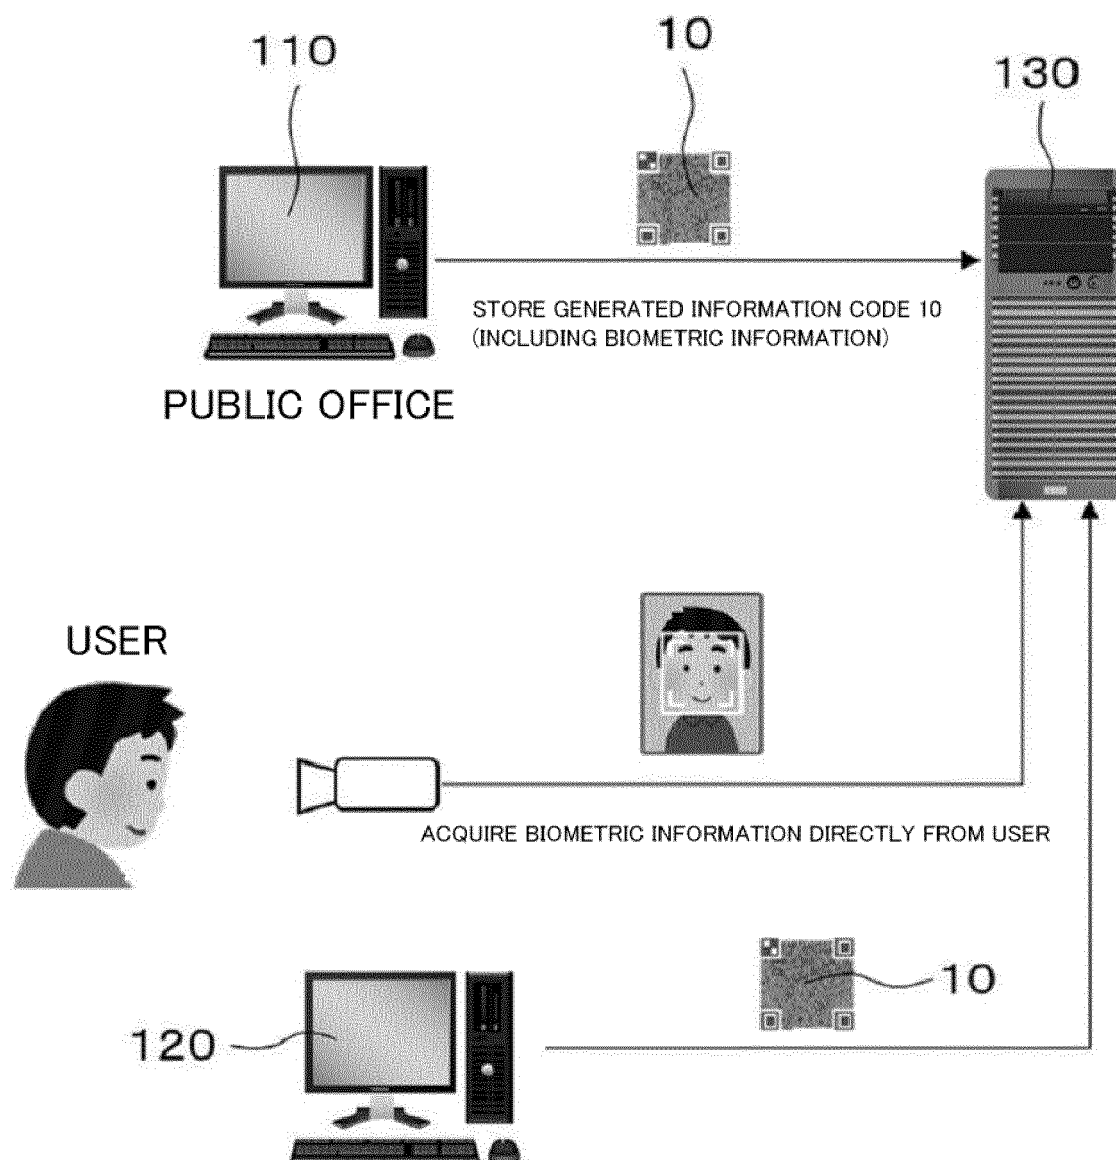 110
10
130
STORE GENERATED INFORMATION CODE 10
(INCLUDING BIOMETRIC INFORMATION)
PUBLIC OFFICE
USER
ACQUIRE BIOMETRIC INFORMATION DIRECTLY FROM USER
10
120